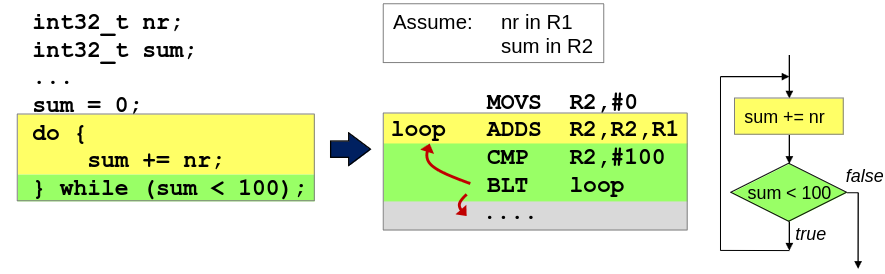 int32_t nr;
int32_t sum;
...
sum = 0;
do {
    sum += nr;
} while (sum < 100);
Assume: nr in R1
sum in R2
MOVS R2,#0
loop ADDS R2,R2,R1
CMP R2,#100
BLT loop
....
sum += nr
sum < 100
false
true